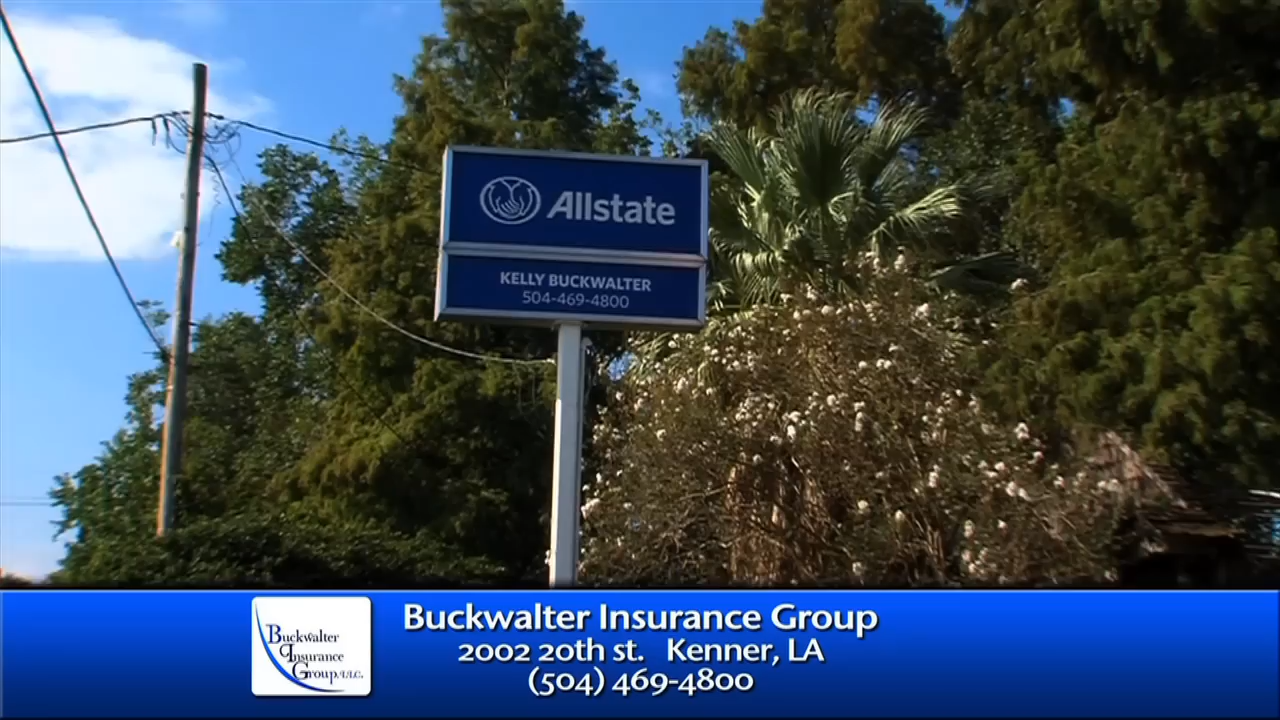 Allstate
KELLY BUCKWALTER
504-469-4800
Buckwalter
Insurance
Group, LLC.
Buckwalter Insurance Group
2002 20th st. Kenner, LA
(504) 469-4800